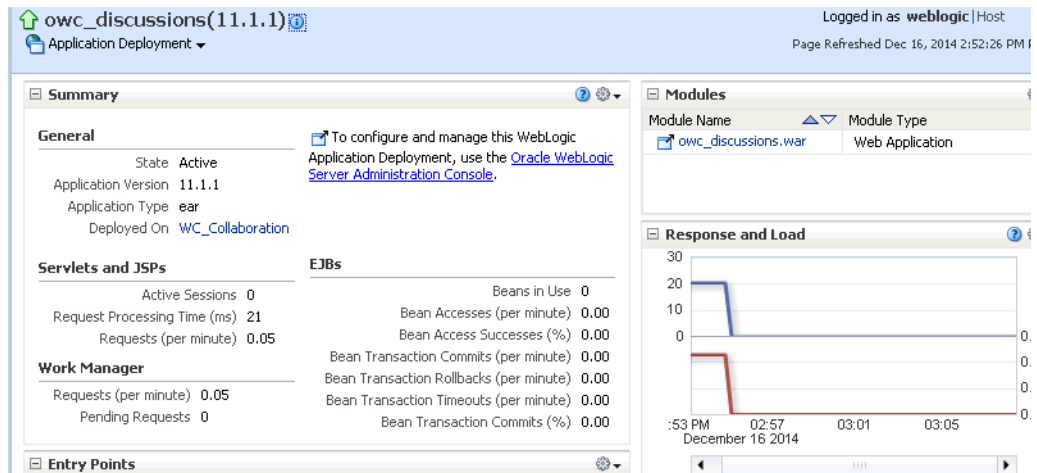 owc_discussions(11.1.1)
Logged in as weblogic|Host
Application Deployment
Page Refreshed Dec 16, 2014 2:52:26 PM
Summary
General
State Active
Application Version 11.1.1
Application Type ear
Deployed On WC_Collaboration
To configure and manage this WebLogic
Application Deployment, use the Oracle WebLogic
Server Administration Console.
Servlets and JSPs
Active Sessions 0
Request Processing Time (ms) 21
Requests (per minute) 0.05
Work Manager
Requests (per minute) 0.05
Pending Requests 0
EJBs
Beans in Use 0
Bean Accesses (per minute) 0.00
Bean Access Successes (%) 0.00
Bean Transaction Commits (per minute) 0.00
Bean Transaction Rollbacks (per minute) 0.00
Bean Transaction Timeouts (per minute) 0.00
Bean Transaction Commits (%) 0.00
Entry Points
Modules
Module Name Module Type
owc_discussions.war Web Application
Response and Load
30
20
10
0
0.
0.
0.
0.
:53 PM 02:57 03:01 03:05
December 16 2014